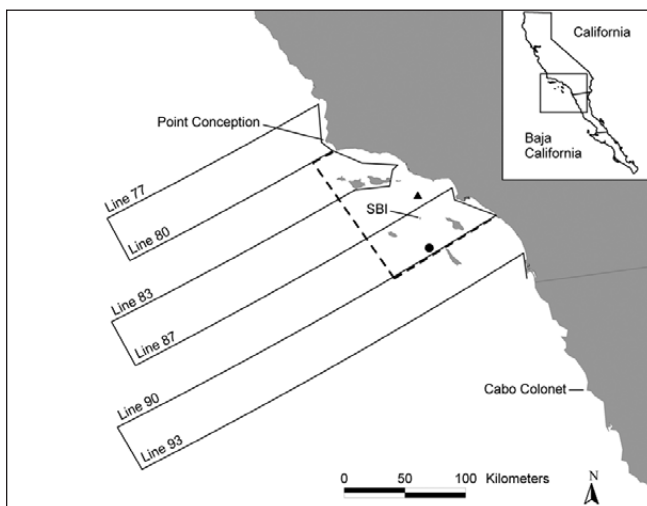 California
Baja
California
Point Conception
Line 77
Line 80
SBI
Line 83
Line 87
Line 90
Line 93
Cabo Colonet
0 50 100 Kilometers
N